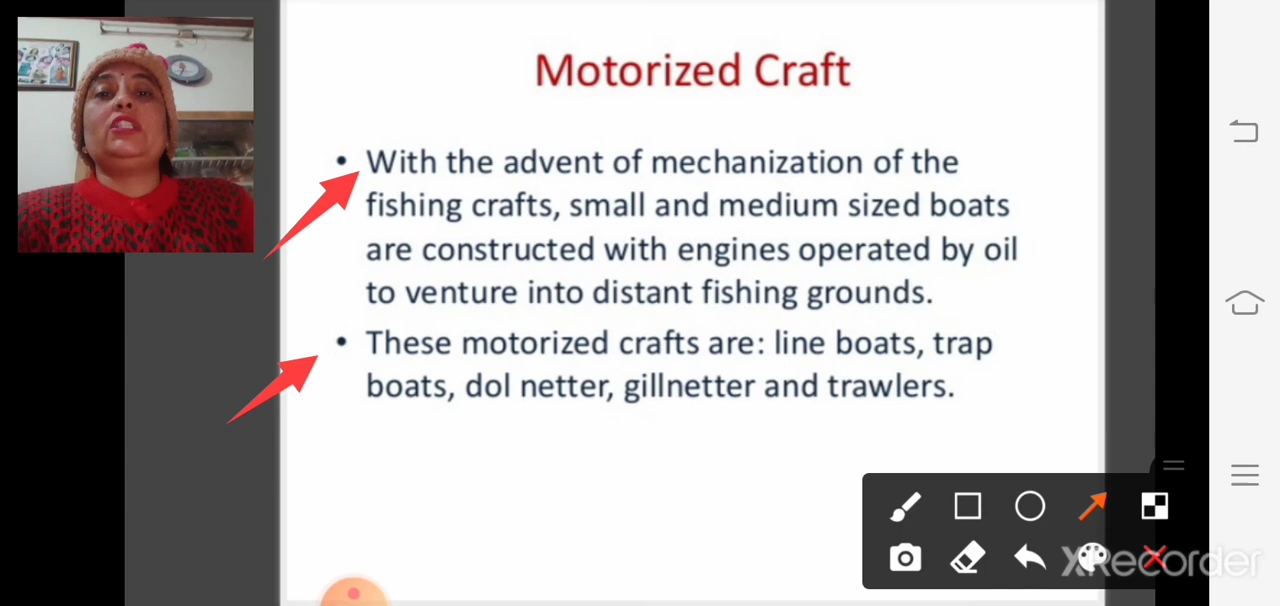 Motorized Craft
• With the advent of mechanization of the
fishing crafts, small and medium sized boats
are constructed with engines operated by oil
to venture into distant fishing grounds.
• These motorized crafts are: line boats, trap
boats, dol netter, gillnetter and trawlers.
XRecorder